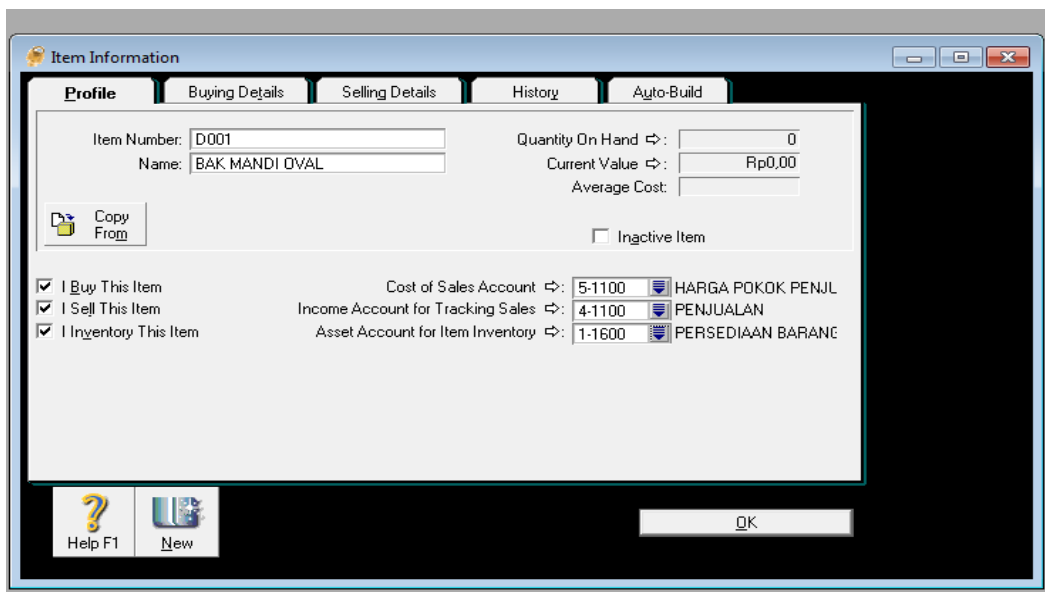 Item Information
Profile Buying Details Selling Details History Auto-Build
Item Number: D001 Quantity On Hand ⇨: 0
Name: BAK MANDI OVAL Current Value ⇨: Rp0,00
Average Cost:
Copy From
Inactive Item
I Buy This Item Cost of Sales Account ⇨: 5-1100 HARGA POKOK PENJL
I Sell This Item Income Account for Tracking Sales ⇨: 4-1100 PENJUALAN
I Inventory This Item Asset Account for Item Inventory ⇨: 1-1600 PERSEDIAAN BARANG
Help F1 New OK